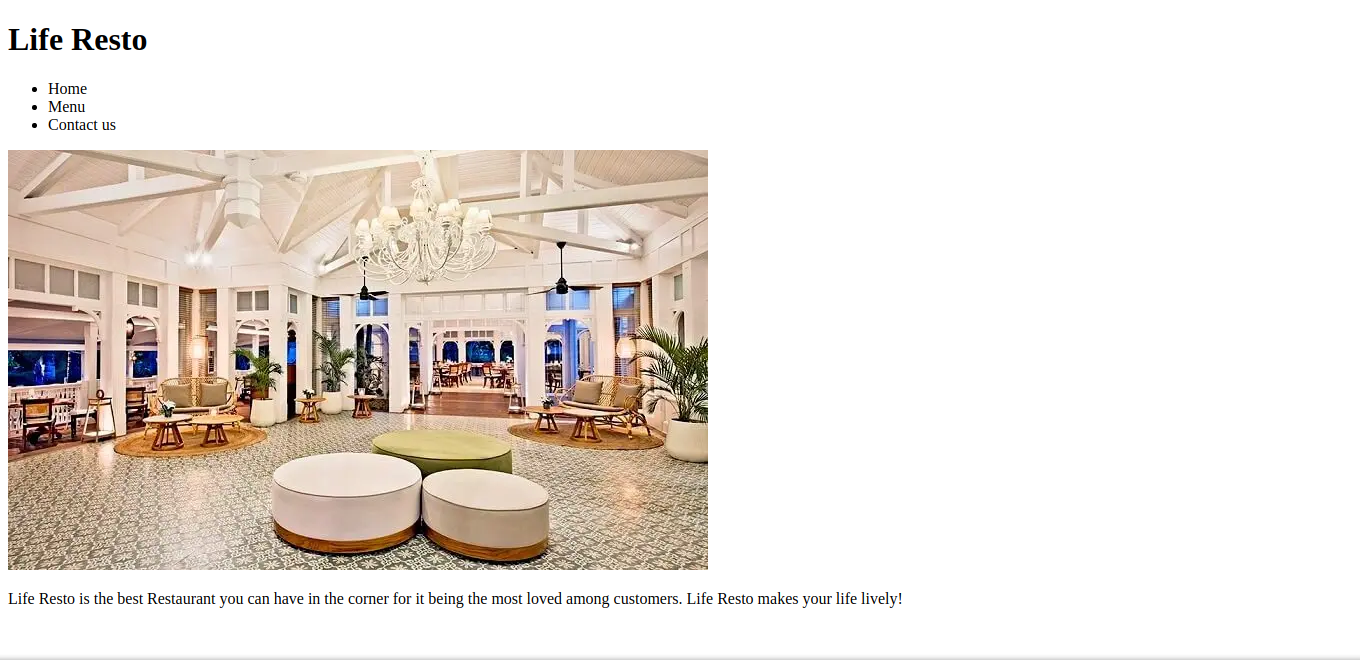 Life Resto
Home
Menu
Contact us
Life Resto is the best Restaurant you can have in the corner for it being the most loved among customers. Life Resto makes your life lively!